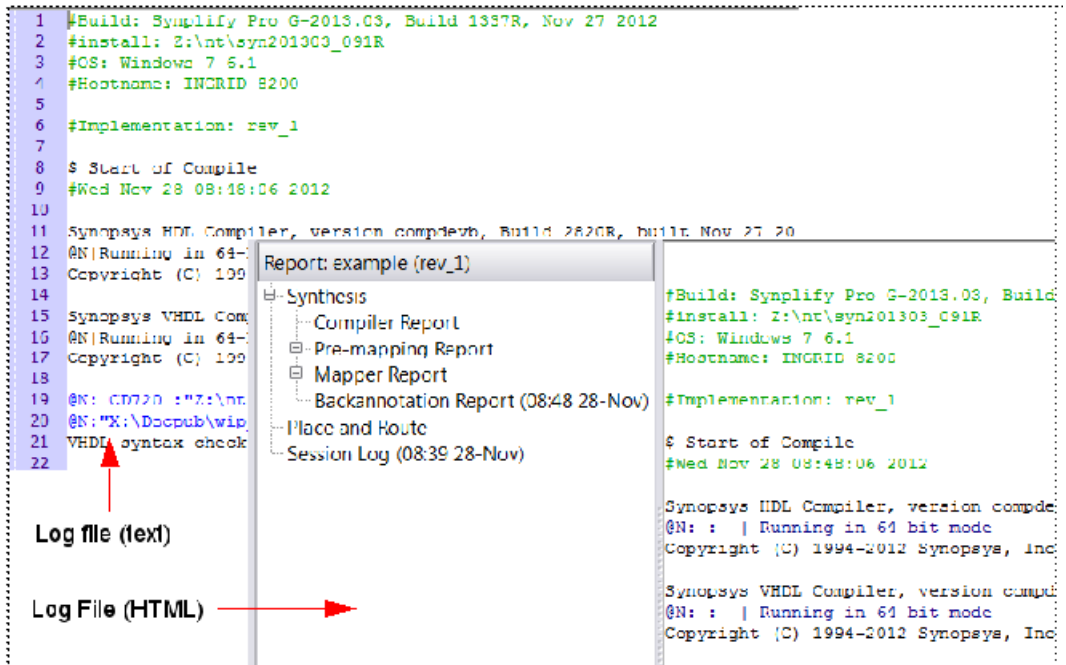 1 #Build: Synplify Pro G-2013.03, Build 1337R, Nov 27 2012
2 #install: Z:\nt\syn201303_091R
3 #OS: Windows 7 6.1
4 #Hostname: INGRID 8200
5
6 #Implementation: rev_1
7
8 $ Start of Compile
9 #Wed Nov 28 08:48:06 2012
10
11 Synopsys HDL Compiler, version compdevb, Build 2820R, built Nov 27 20
12 @N|Running in 64-
13 Copyright (C) 199
14
15 Synopsys VHDL Com
16 @N|Running in 64-
17 Copyright (C) 199
18
19 @N: CD720 :"Z:\nt
20 @N:"X:\Docpub\wip
21 VHDL syntax check
22
Log file (text)
Log File (HTML)
Report: example (rev_1)
Synthesis
Compiler Report
Pre-mapping Report
Mapper Report
Backannotation Report (08:48 28-Nov)
Place and Route
Session Log (08:39 28-Nov)
#Build: Synplify Pro G-2013.03, Build
#install: Z:\nt\syn201303_091R
#OS: Windows 7 6.1
#Hostname: INGRID 8200
#Implementation: rev_1
$ Start of Compile
#Wed Nov 28 08:48:06 2012
Synopsys HDL Compiler, version compde
@N: : | Running in 64 bit mode
Copyright (C) 1994-2012 Synopsys, Inc
Synopsys VHDL Compiler, version compd
@N: : | Running in 64 bit mode
Copyright (C) 1994-2012 Synopsys, Inc